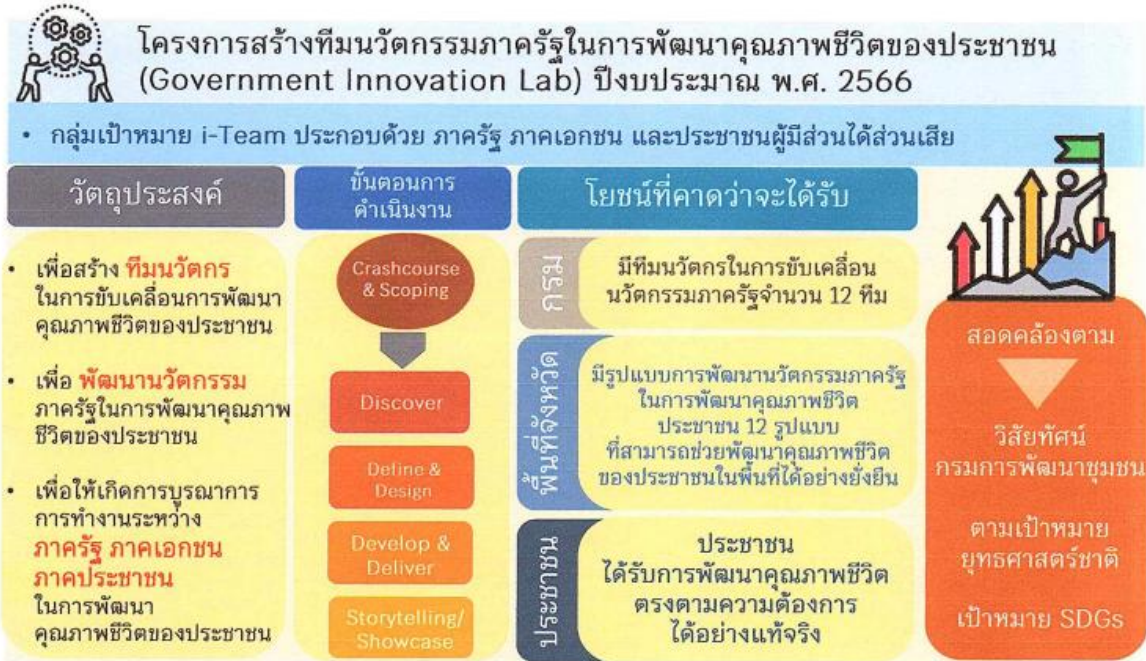 โครงการสร้างทีมนวัตกรรมภาครัฐในการพัฒนาคุณภาพชีวิตของประชาชน
(Government Innovation Lab) ปีงบประมาณ พ.ศ. 2566
• กลุ่มเป้าหมาย i-Team ประกอบด้วย ภาครัฐ ภาคเอกชน และประชาชนผู้มีส่วนได้ส่วนเสีย
วัตถุประสงค์
• เพื่อสร้าง ทีมนวัตกร
ในการขับเคลื่อนการพัฒนา
คุณภาพชีวิตของประชาชน
• เพื่อ พัฒนานวัตกรรม
ภาครัฐในการพัฒนาคุณภาพ
ชีวิตของประชาชน
• เพื่อให้เกิดการบูรณาการ
การทำงานระหว่าง
ภาครัฐ ภาคเอกชน
ภาคประชาชน
ในการพัฒนา
คุณภาพชีวิตของประชาชน
ขั้นตอนการ
ดำเนินงาน
Crashcourse
& Scoping
Discover
Define &
Design
Develop &
Deliver
Storytelling/
Showcase
โยชน์ที่คาดว่าจะได้รับ
กรม
มีทีมนวัตกรในการขับเคลื่อน
นวัตกรรมภาครัฐจำนวน 12 ทีม
พื้นที่จังหวัด
มีรูปแบบการพัฒนานวัตกรรมภาครัฐ
ในการพัฒนาคุณภาพชีวิต
ประชาชน 12 รูปแบบ
ที่สามารถช่วยพัฒนาคุณภาพชีวิต
ของประชาชนในพื้นที่ได้อย่างยั่งยืน
ประชาชน
ประชาชน
ได้รับการพัฒนาคุณภาพชีวิต
ตรงตามความต้องการ
ได้อย่างแท้จริง
สอดคล้องตาม
วิสัยทัศน์
กรมการพัฒนาชุมชน
ตามเป้าหมาย
ยุทธศาสตร์ชาติ
เป้าหมาย SDGs